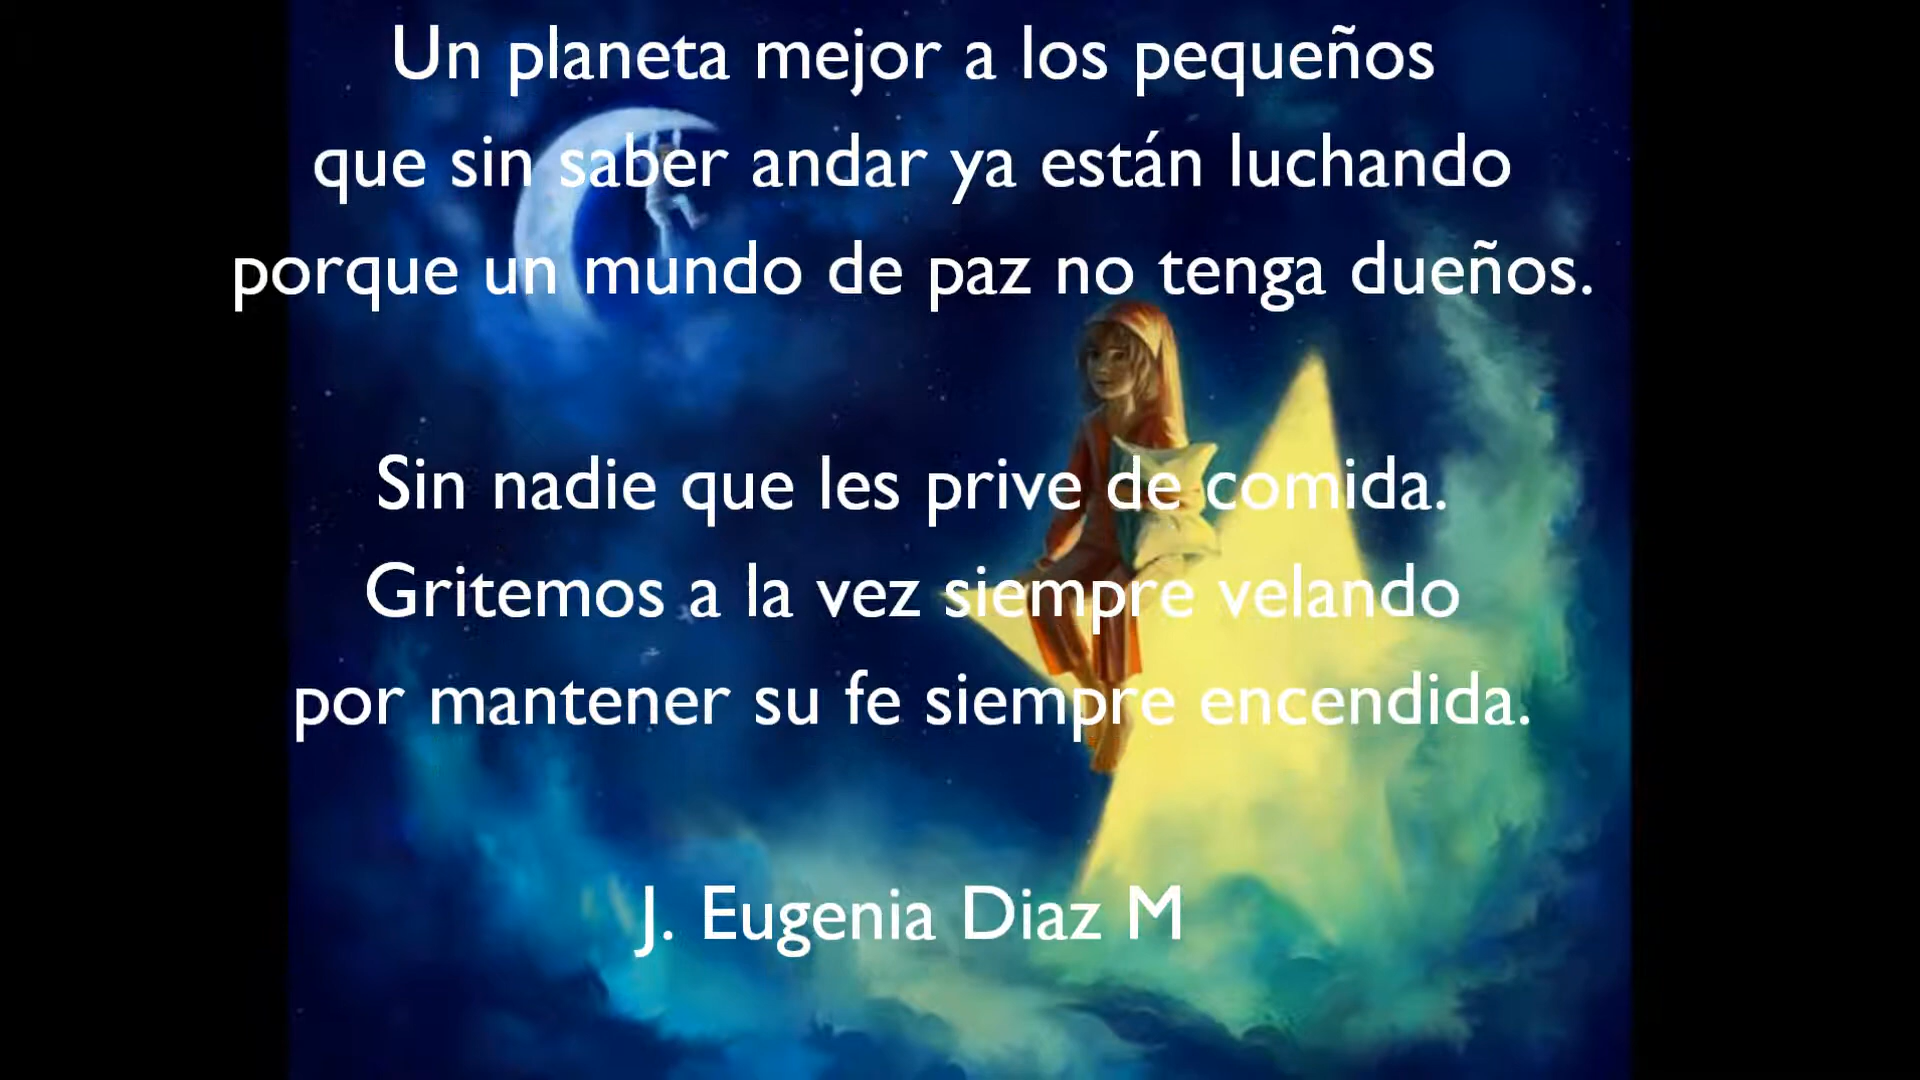 Un planeta mejor a los pequeños
que sin saber andar ya están luchando
porque un mundo de paz no tenga dueños.
Sin nadie que les prive de comida.
Gritemos a la vez siempre velando
por mantener su fe siempre encendida.
J. Eugenia Diaz M